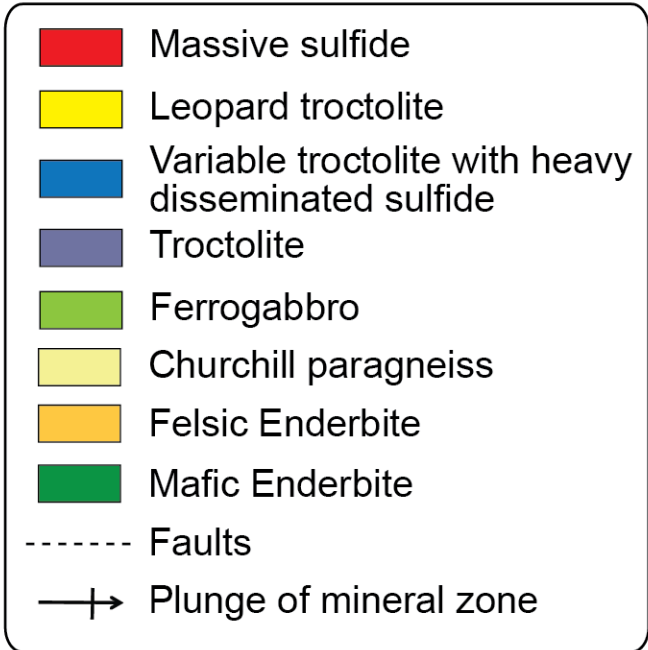 Massive sulfide
Leopard troctolite
Variable troctolite with heavy
disseminated sulfide
Troctolite
Ferrogabbro
Churchill paragneiss
Felsic Enderbite
Mafic Enderbite
Faults
Plunge of mineral zone